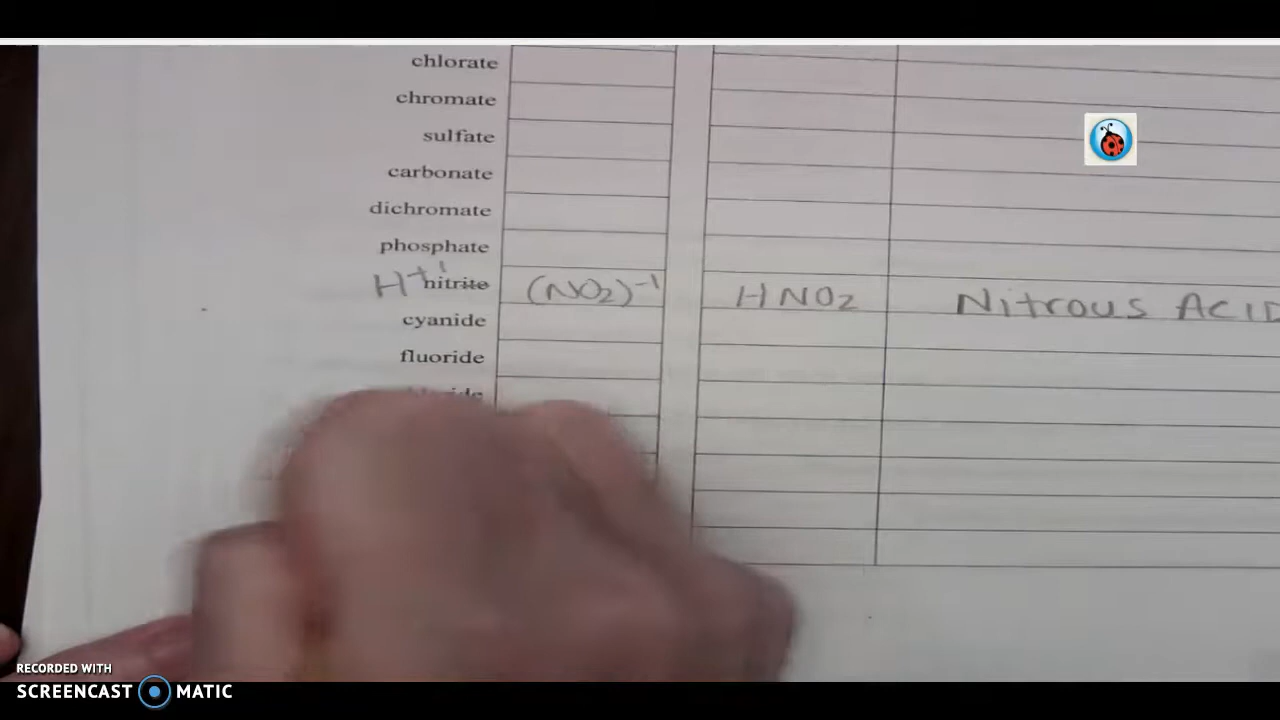 chlorate
chromate
sulfate
carbonate
dichromate
phosphate
H+1 nitrite (NO2)-1 HNO2 Nitrous ACID
cyanide
fluoride
RECORDED WITH
SCREENCAST MATIC